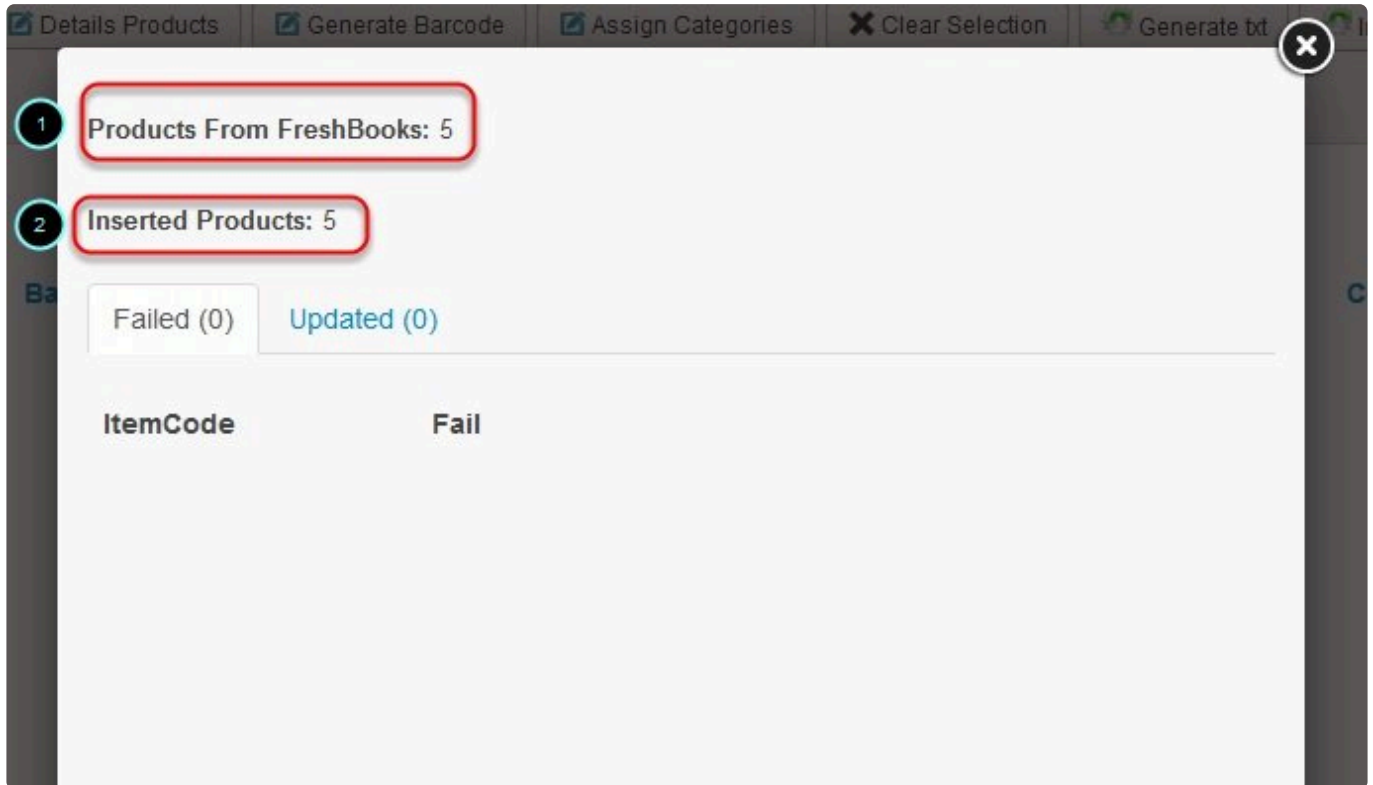 Details Products Generate Barcode Assign Categories Clear Selection Generate txt
1 Products From FreshBooks: 5
2 Inserted Products: 5
Ba C
Failed (0) Updated (0)
ItemCode Fail